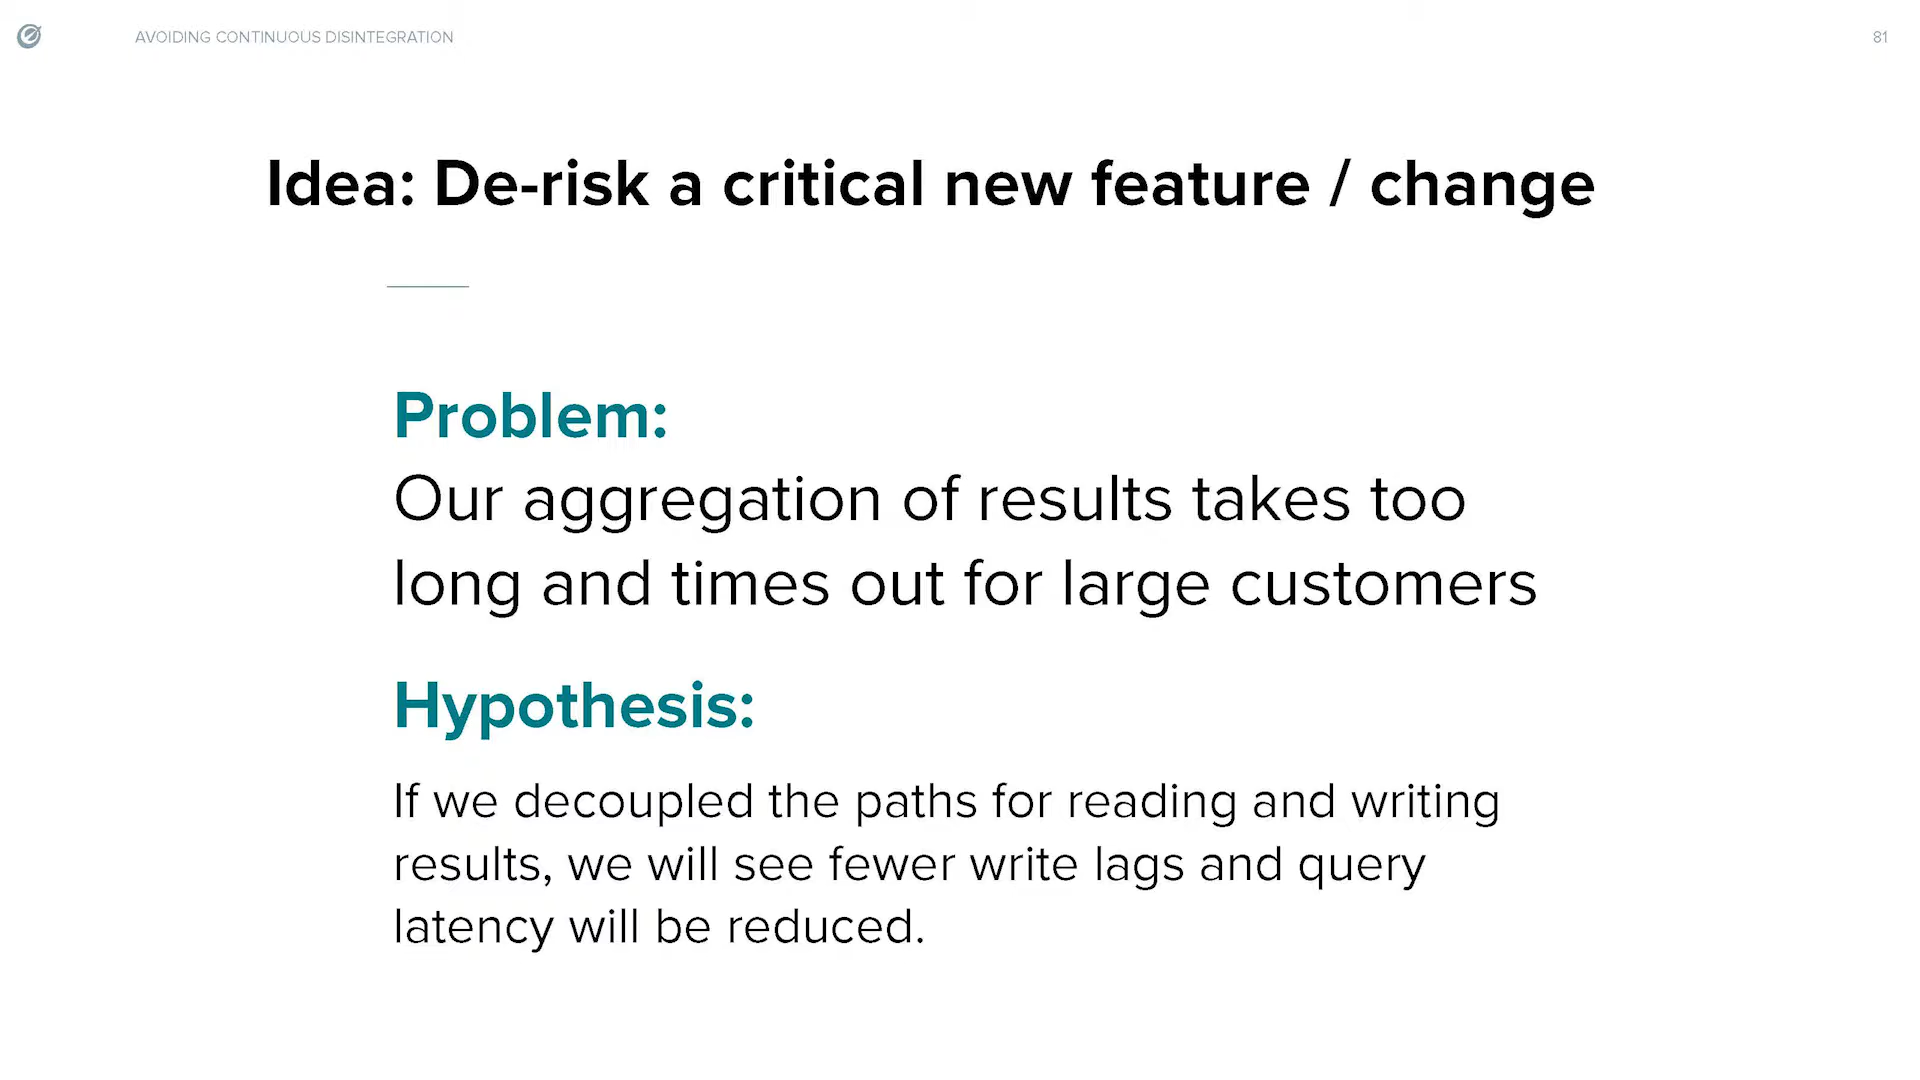 AVOIDING CONTINUOUS DISINTEGRATION
81
Idea: De-risk a critical new feature / change
Problem:
Our aggregation of results takes too
long and times out for large customers
Hypothesis:
If we decoupled the paths for reading and writing
results, we will see fewer write lags and query
latency will be reduced.